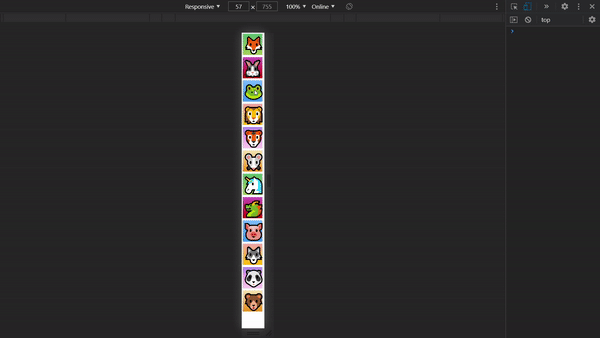 Responsive ▼ 57 x 755 100% ▼ Online ▼
top